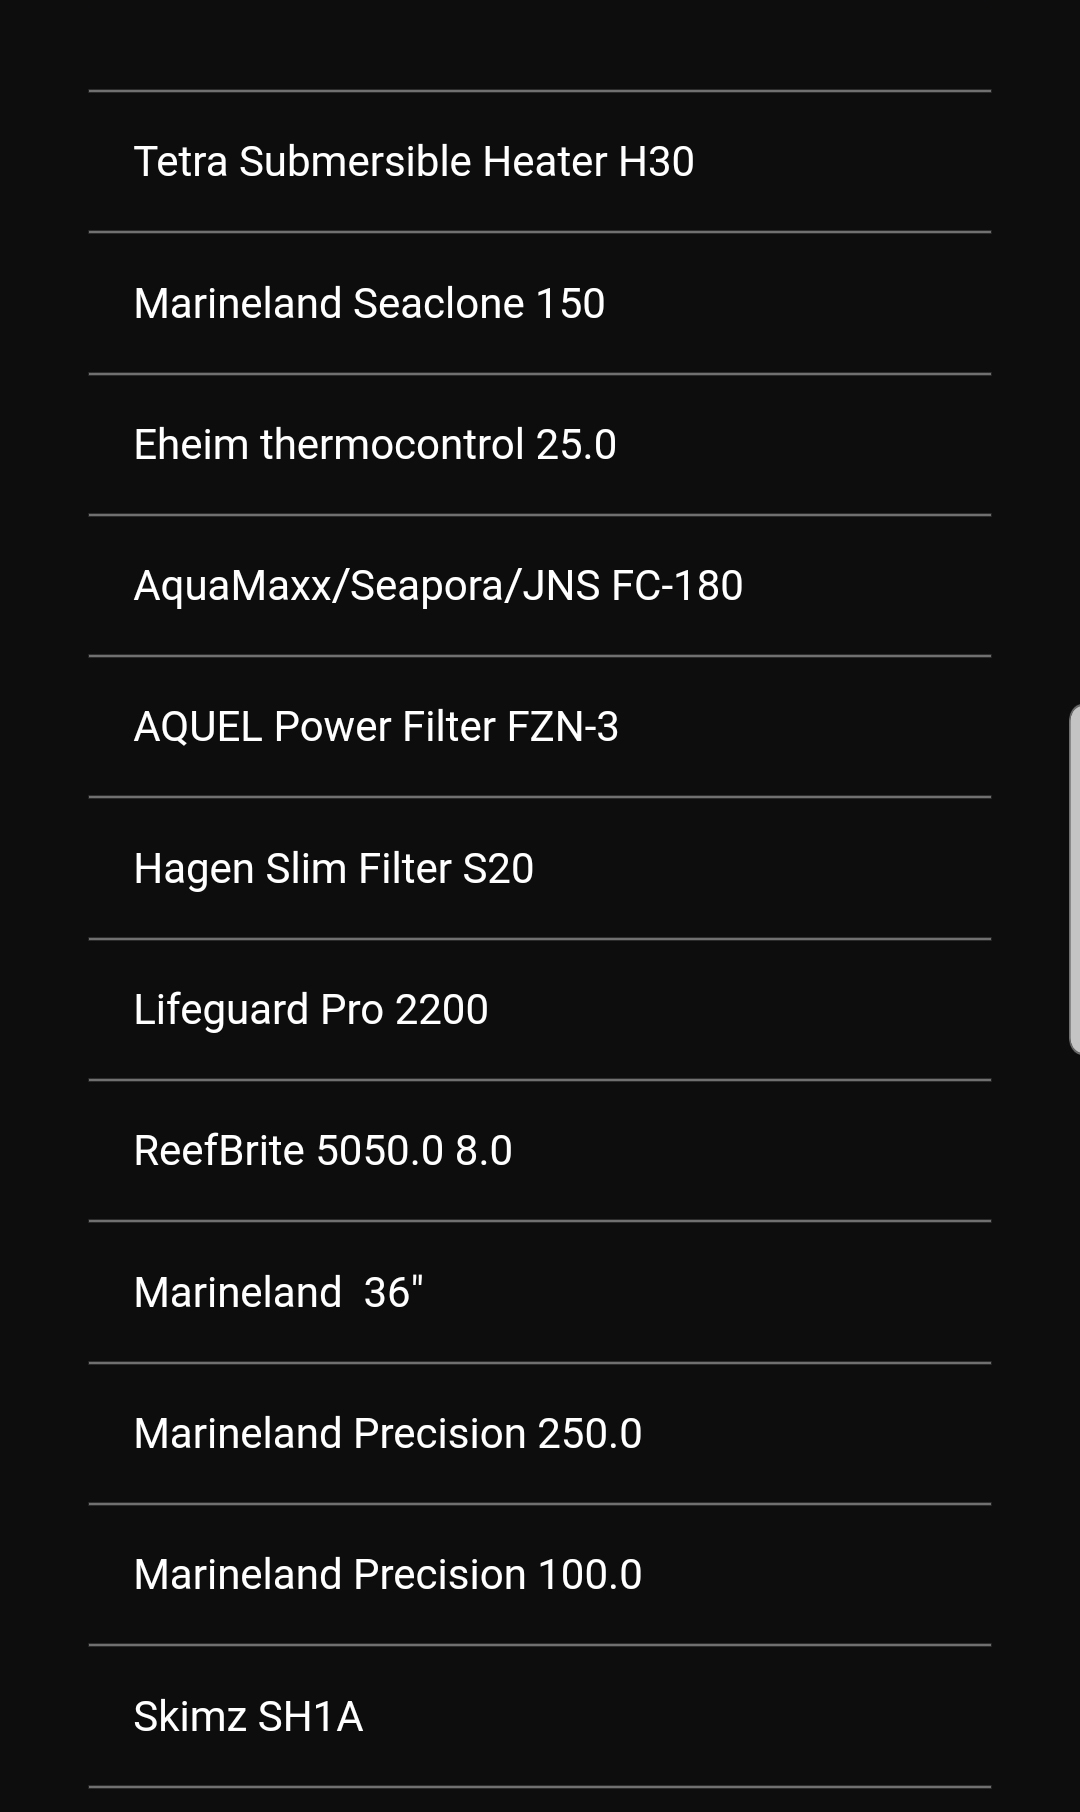 Tetra Submersible Heater H30
Marineland Seaclone 150
Eheim thermocontrol 25.0
AquaMaxx/Seapora/JNS FC-180
AQUEL Power Filter FZN-3
Hagen Slim Filter S20
Lifeguard Pro 2200
ReefBrite 5050.0 8.0
Marineland  36"
Marineland Precision 250.0
Marineland Precision 100.0
Skimz SH1A